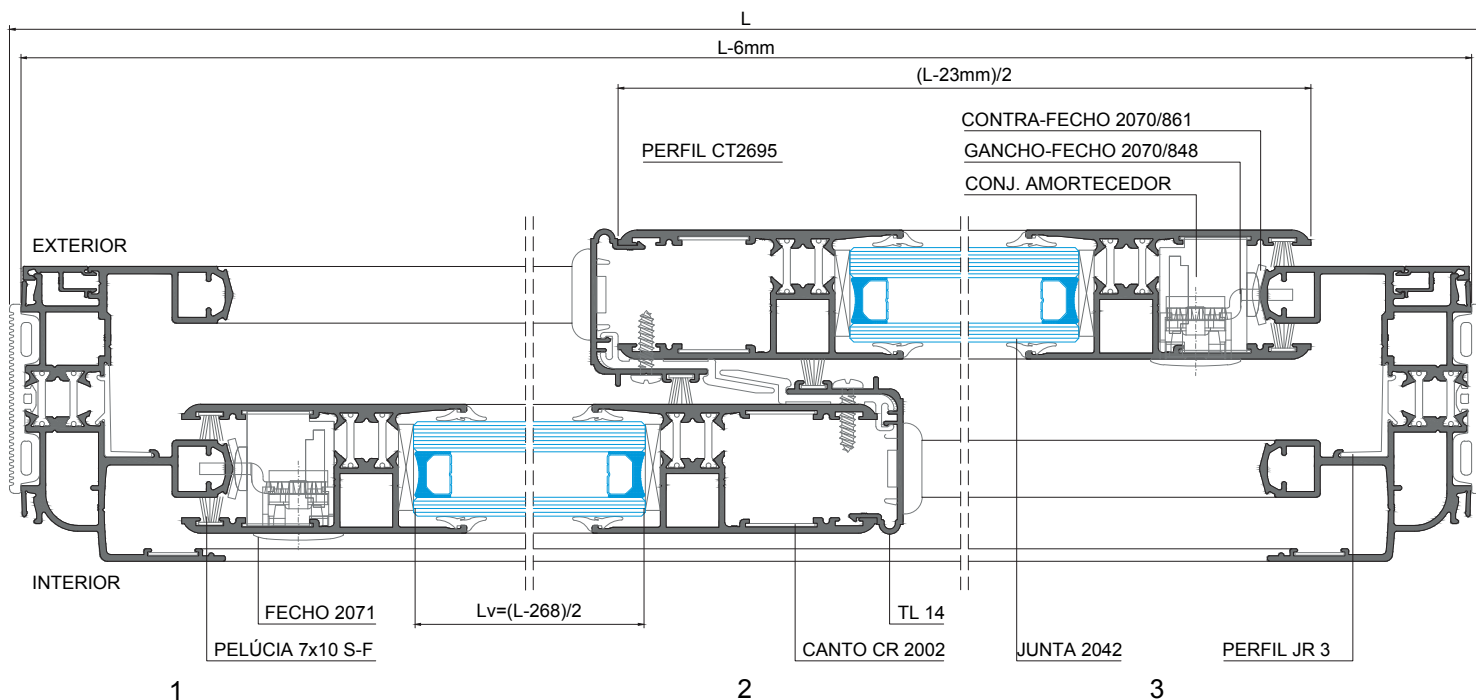 L
L-6mm
(L-23mm)/2
CONTRA-FECHO 2070/861
PERFIL CT2695
GANCHO-FECHO 2070/848
CONJ. AMORTECEDOR
EXTERIOR
INTERIOR
FECHO 2071
Lv=(L-268)/2
TL 14
PELÚCIA 7x10 S-F
CANTO CR 2002
JUNTA 2042
PERFIL JR 3
1
2
3